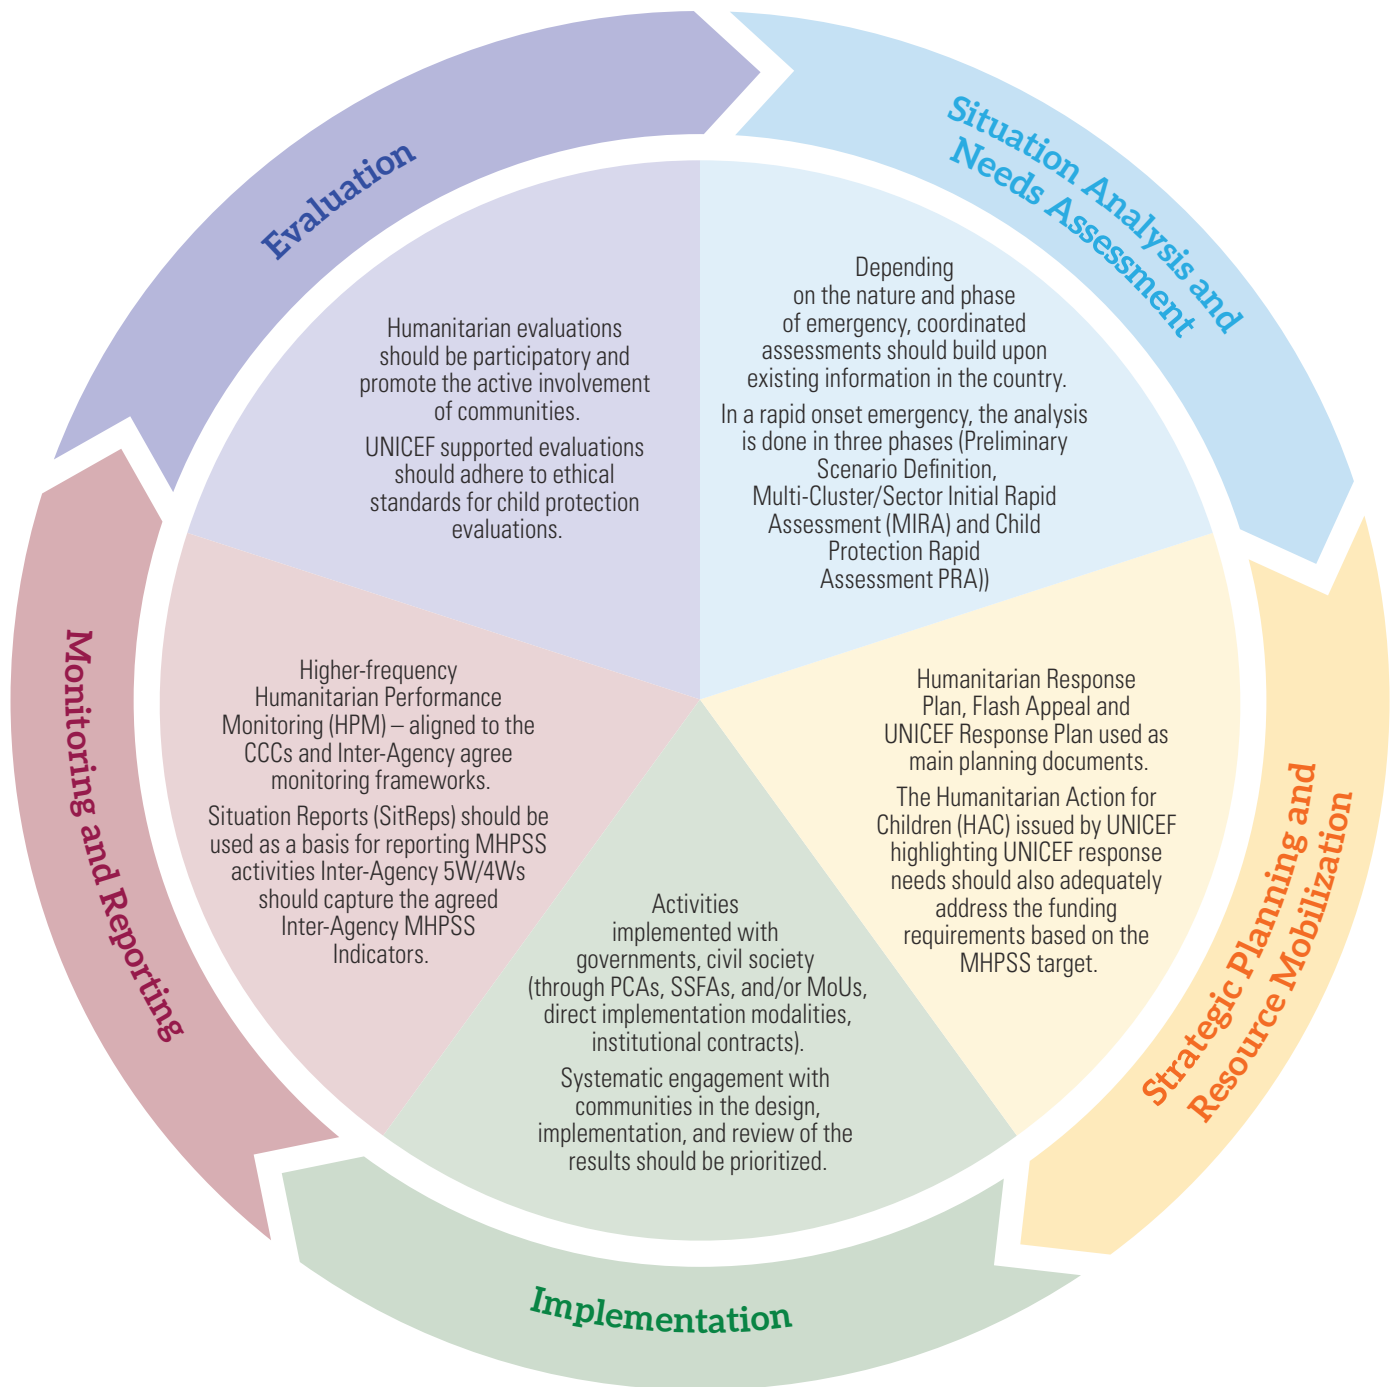 Situation Analysis and
Needs Assessment
Depending
on the nature and phase
of emergency, coordinated
assessments should build upon
existing information in the country.
In a rapid onset emergency, the analysis
is done in three phases (Preliminary
Scenario Definition,
Multi-Cluster/Sector Initial Rapid
Assessment (MIRA) and Child
Protection Rapid
Assessment PRA))
Strategic Planning and
Resource Mobilization
Humanitarian Response
Plan, Flash Appeal and
UNICEF Response Plan used as
main planning documents.
The Humanitarian Action for
Children (HAC) issued by UNICEF
highlighting UNICEF response
needs should also adequately
address the funding
requirements based on the
MHPSS target.
Implementation
Activities
implemented with
governments, civil society
(through PCAs, SSFAs, and/or MoUs,
direct implementation modalities,
institutional contracts).
Systematic engagement with
communities in the design,
implementation, and review of the
results should be prioritized.
Monitoring and Reporting
Higher-frequency
Humanitarian Performance
Monitoring (HPM) – aligned to the
CCCs and Inter-Agency agree
monitoring frameworks.
Situation Reports (SitReps) should be
used as a basis for reporting MHPSS
activities Inter-Agency 5W/4Ws
should capture the agreed
Inter-Agency MHPSS
Indicators.
Evaluation
Humanitarian evaluations
should be participatory and
promote the active involvement
of communities.
UNICEF supported evaluations
should adhere to ethical
standards for child protection
evaluations.